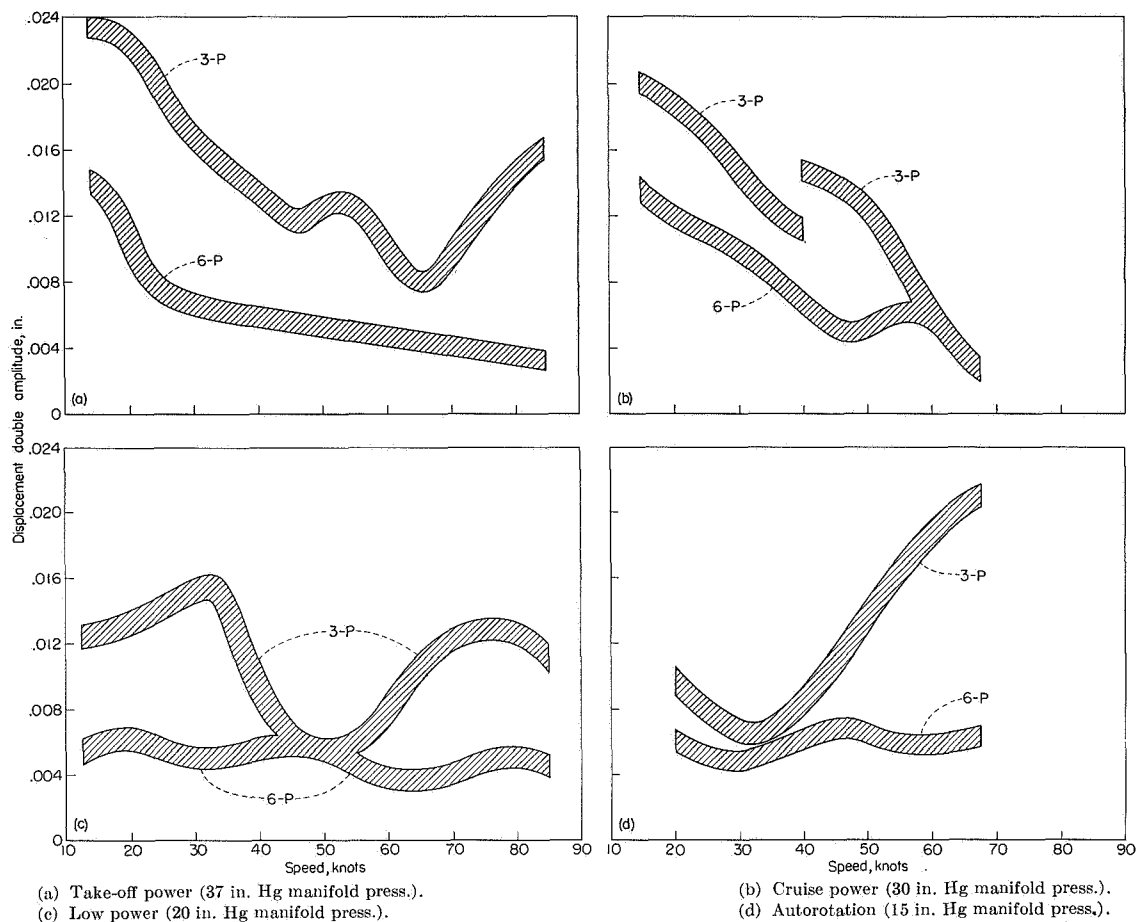 Displacement double amplitude, in.
.024
.020
.016
.012
.008
.004
0
3-P
6-P
(a)
3-P
3-P
6-P
(b)
.024
.020
.016
.012
.008
.004
0
3-P
6-P
(c)
3-P
6-P
(d)
10 20 30 40 50 60 70 80 90
Speed, knots
10 20 30 40 50 60 70 80 90
Speed, knots
(a) Take-off power (37 in. Hg manifold press.).
(b) Cruise power (30 in. Hg manifold press.).
(c) Low power (20 in. Hg manifold press.).
(d) Autorotation (15 in. Hg manifold press.).